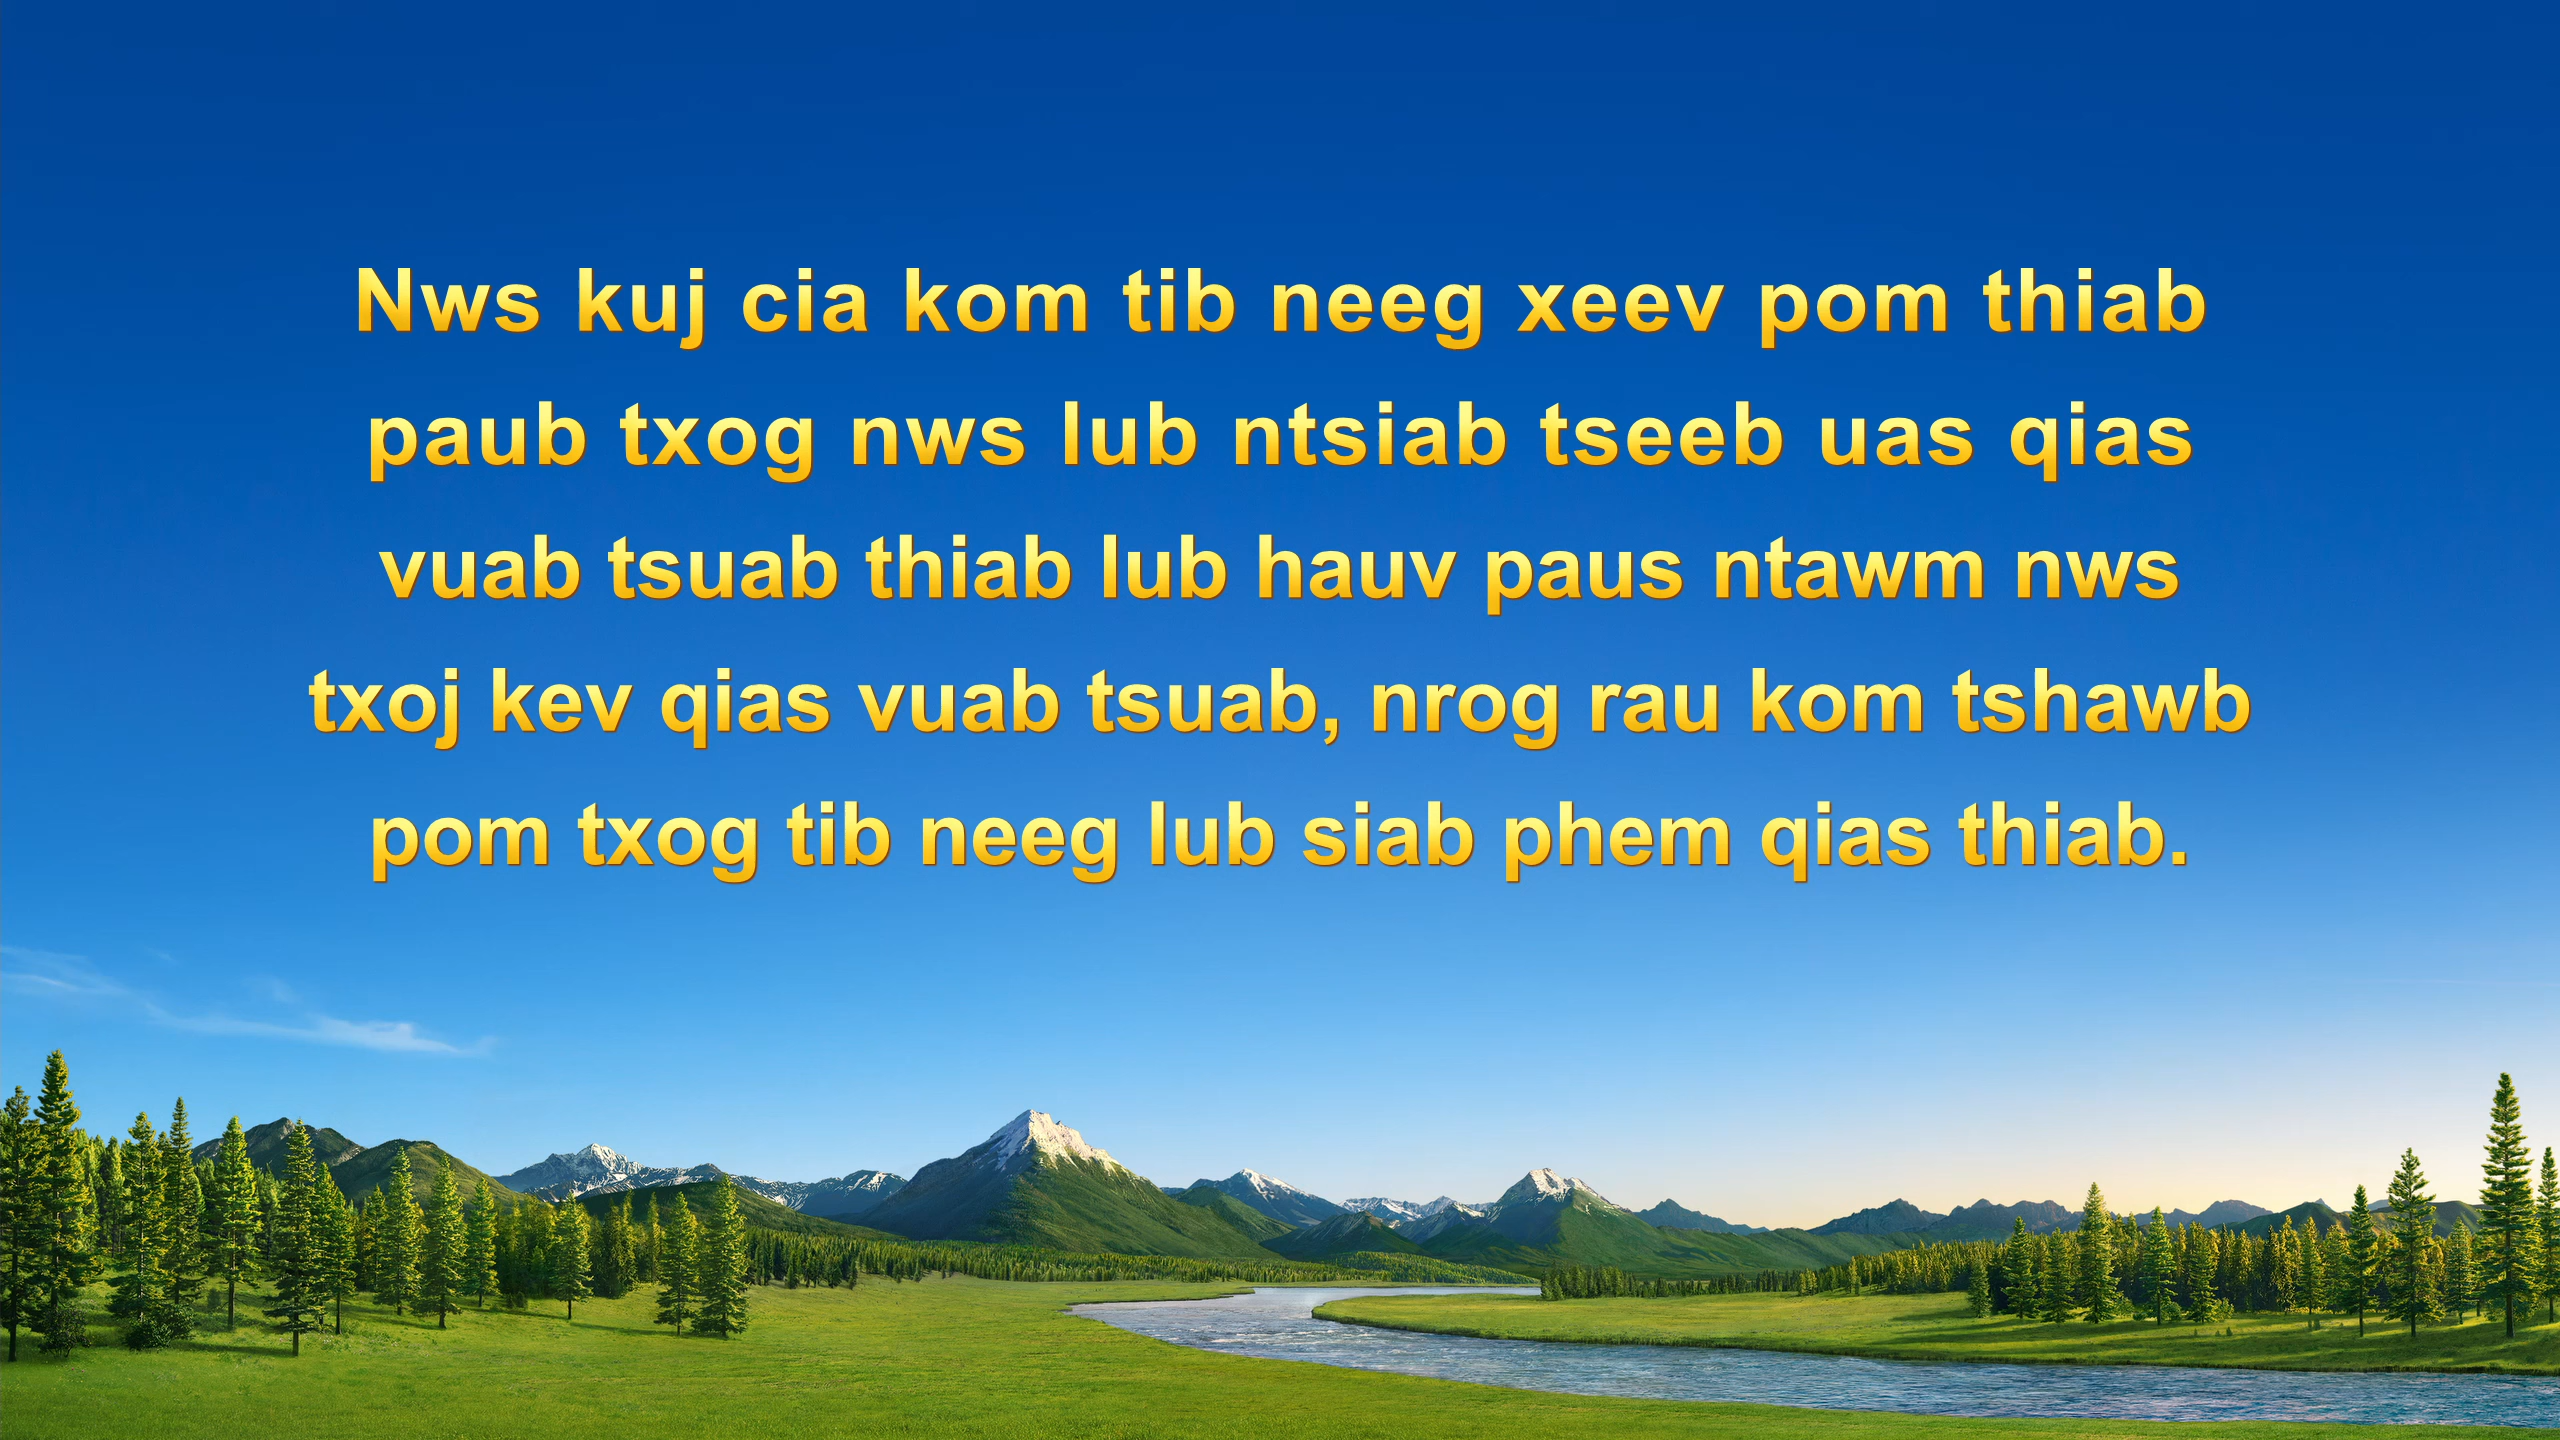 Nws kuj cia kom tib neeg xeev pom thiab
paub txog nws lub ntsiab tseeb uas qias
vuab tsuab thiab lub hauv paus ntawm nws
txoj kev qias vuab tsuab, nrog rau kom tshawb
pom txog tib neeg lub siab phem qias thiab.